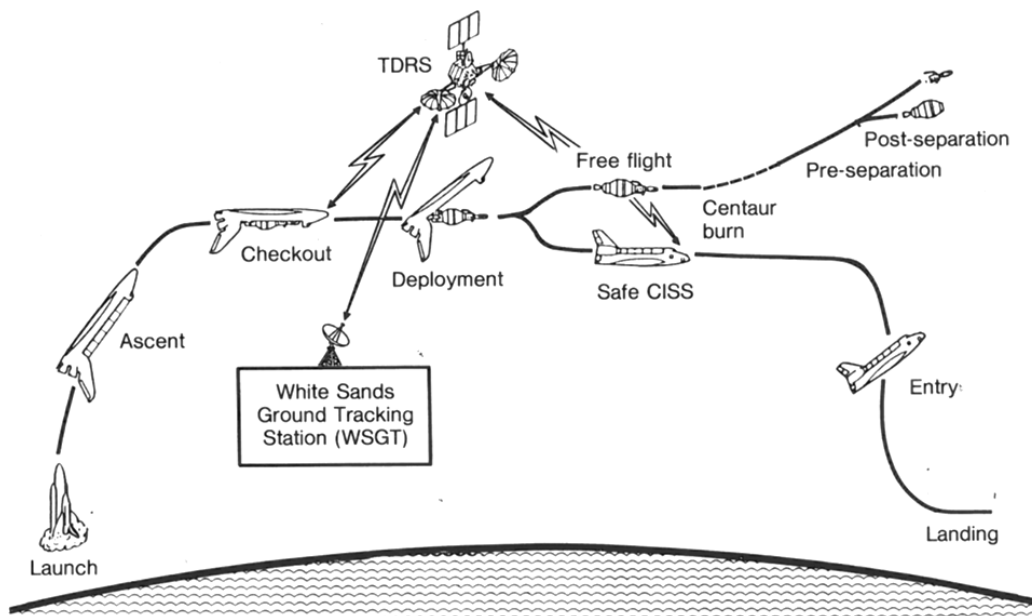 TDRS
Free flight
Post-separation
Pre-separation
Centaur
burn
Checkout
Deployment
Safe CISS
Ascent
White Sands
Ground Tracking
Station (WSGT)
Entry
Launch
Landing